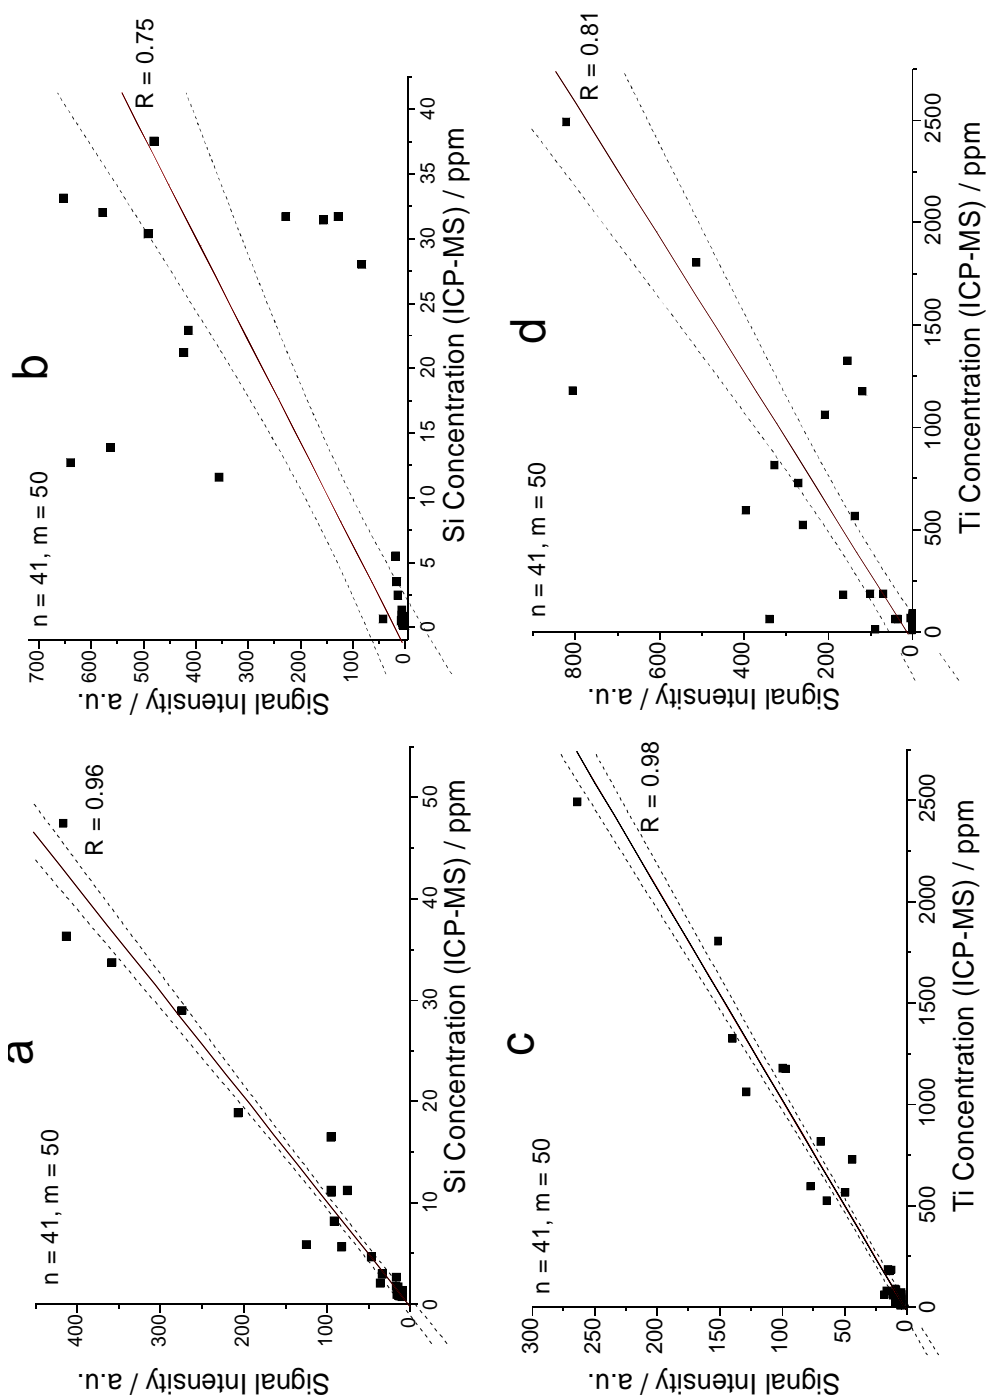 a
n = 41, m = 50
R = 0.96
400
300
200
100
0
0
10
20
30
40
50
Signal Intensity / a.u.
Si Concentration (ICP-MS) / ppm
b
n = 41, m = 50
R = 0.75
700
600
500
400
300
200
100
0
0
5
10
15
20
25
30
35
40
Signal Intensity / a.u.
Si Concentration (ICP-MS) / ppm
c
n = 41, m = 50
R = 0.98
300
250
200
150
100
50
0
0
500
1000
1500
2000
2500
Signal Intensity / a.u.
Ti Concentration (ICP-MS) / ppm
d
n = 41, m = 50
R = 0.81
800
600
400
200
0
0
500
1000
1500
2000
2500
Signal Intensity / a.u.
Ti Concentration (ICP-MS) / ppm